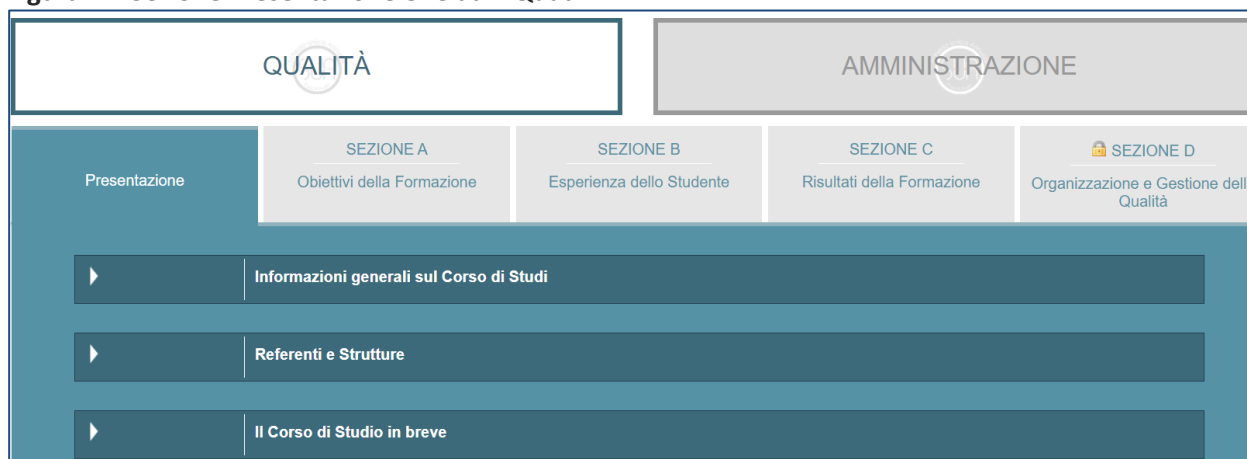 QUALITÀ
AMMINISTRAZIONE
Presentazione
SEZIONE A
Obiettivi della Formazione
SEZIONE B
Esperienza dello Studente
SEZIONE C
Risultati della Formazione
SEZIONE D
Organizzazione e Gestione dell
Qualità
Informazioni generali sul Corso di Studi
Referenti e Strutture
Il Corso di Studio in breve